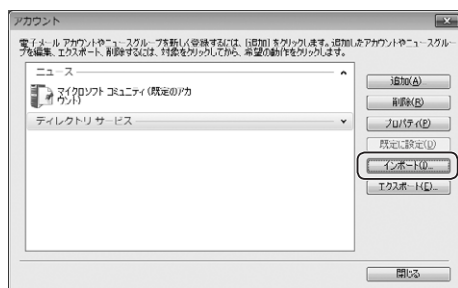 アカウント
電子メール アカウントやニュースグループを新しく登録するには、[追加] をクリックします。追加したアカウントやニュースグループを編集、エクスポート、削除するには、対象をクリックしてから、希望の動作をクリックします。
ニュース
マイクロソフト コミュニティ (既定のアカ
ウント)
ディレクトリ サービス
追加(A)
削除(R)
プロパティ(P)
既定に設定(D)
インポート(I)...
エクスポート(E)...
閉じる